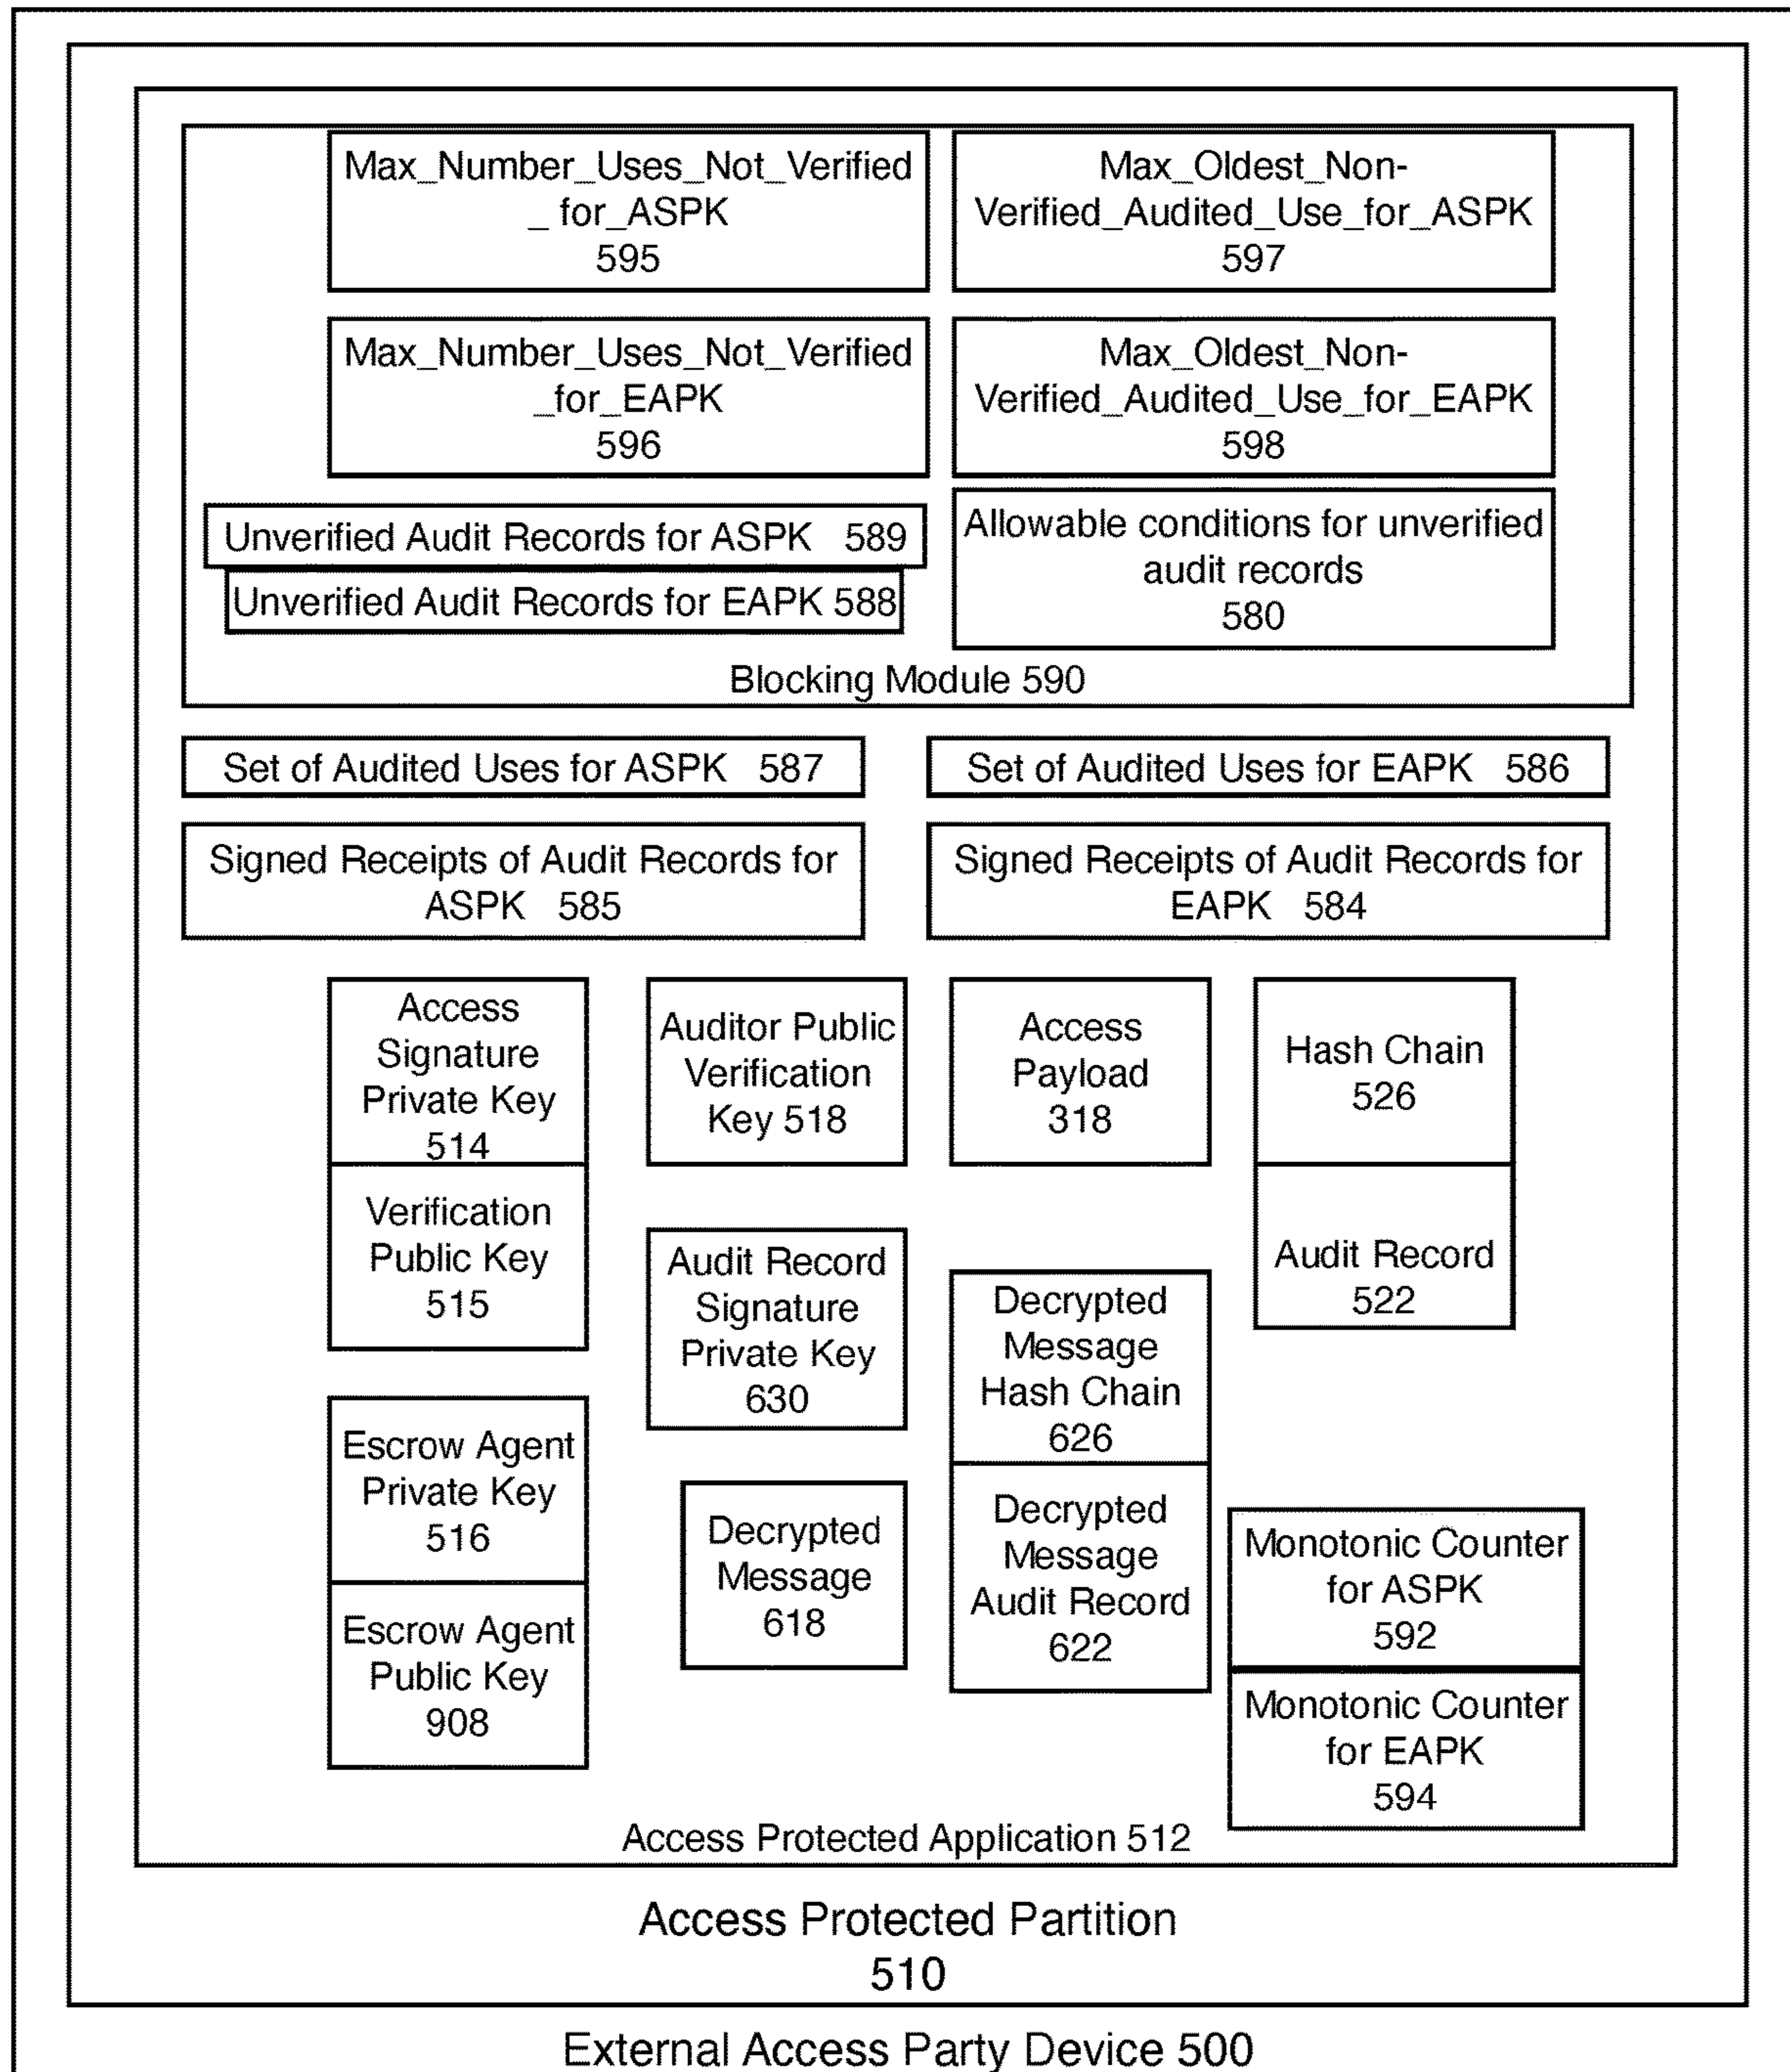 Max_Number_Uses_Not_Verified
_ for_ASPK
595
Max_Oldest_Non-
Verified_Audited_Use_for_ASPK
597
Max_Number_Uses_Not_Verified
_for_EAPK
596
Max_Oldest_Non-
Verified_Audited_Use_for_EAPK
598
Unverified Audit Records for ASPK 589
Unverified Audit Records for EAPK 588
Allowable conditions for unverified
audit records
580
Blocking Module 590
Set of Audited Uses for ASPK 587
Set of Audited Uses for EAPK 586
Signed Receipts of Audit Records for
ASPK 585
Signed Receipts of Audit Records for
EAPK 584
Access
Signature
Private Key
514
Verification
Public Key
515
Auditor Public
Verification
Key 518
Access
Payload
318
Hash Chain
526
Audit Record
522
Audit Record
Signature
Private Key
630
Decrypted
Message
Hash Chain
626
Decrypted
Message
Audit Record
622
Escrow Agent
Private Key
516
Escrow Agent
Public Key
908
Decrypted
Message
618
Monotonic Counter
for ASPK
592
Monotonic Counter
for EAPK
594
Access Protected Application 512
Access Protected Partition
510
External Access Party Device 500